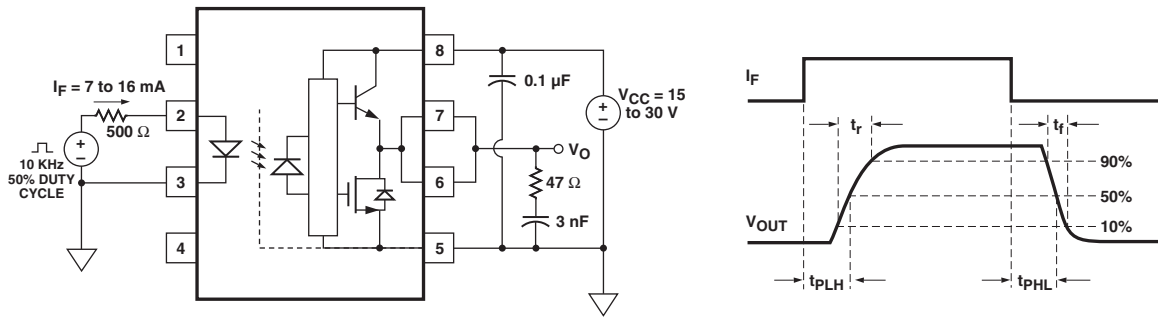 1
8
I_F = 7 to 16 mA
500 Ω
2
+
–
10 KHz
50% DUTY
CYCLE
3
4
7
6
5
0.1 µF
V_O
47 Ω
3 nF
+
–
V_CC = 15
to 30 V
I_F
t_r
t_f
90%
50%
10%
V_OUT
t_PLH
t_PHL